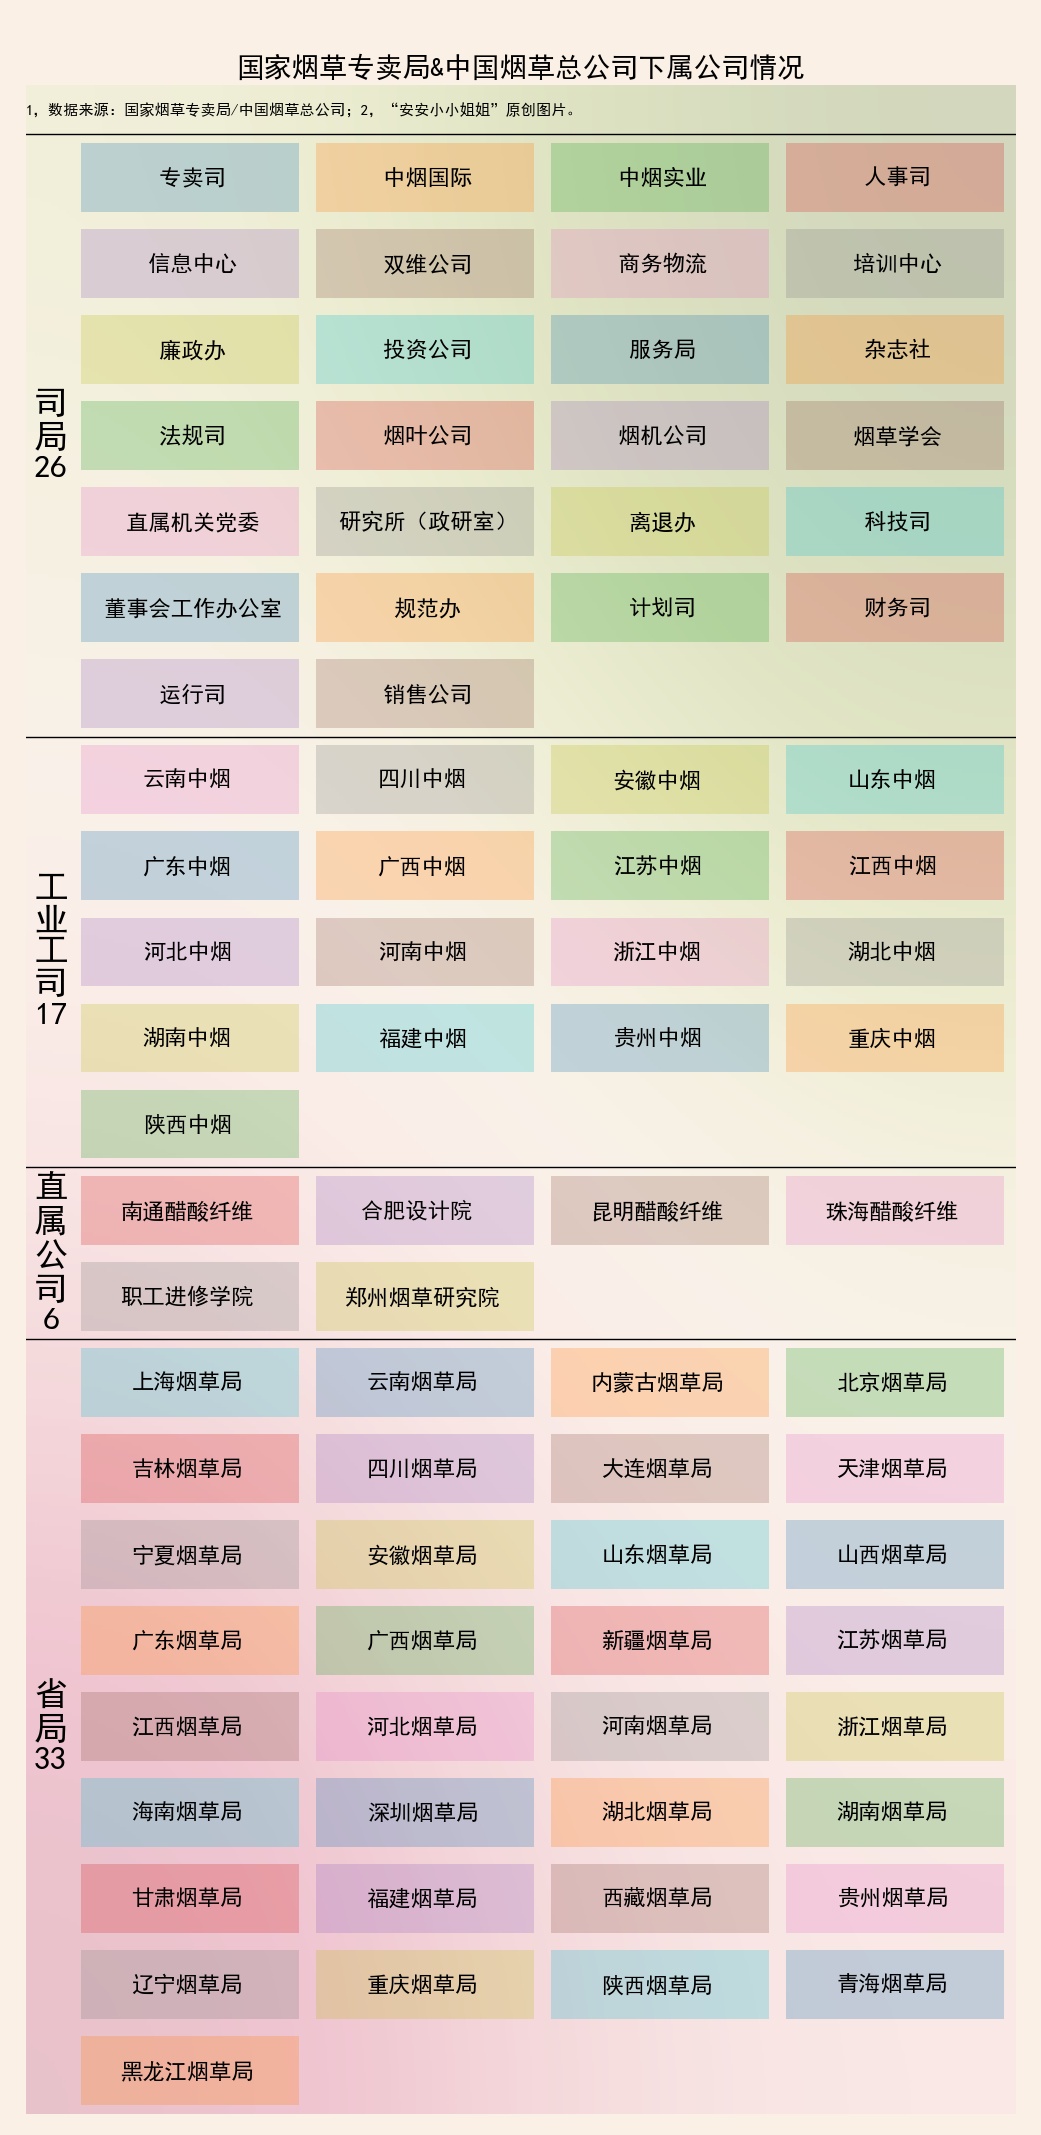 国家烟草专卖局&中国烟草总公司下属公司情况
1，数据来源：国家烟草专卖局/中国烟草总公司；2，“安安小小姐姐”原创图片。
司局26
专卖司 中烟国际 中烟实业 人事司
信息中心 双维公司 商务物流 培训中心
廉政办 投资公司 服务局 杂志社
法规司 烟叶公司 烟机公司 烟草学会
直属机关党委 研究所（政研室） 离退办 科技司
董事会工作办公室 规范办 计划司 财务司
运行司 销售公司
工业工司17
云南中烟 四川中烟 安徽中烟 山东中烟
广东中烟 广西中烟 江苏中烟 江西中烟
河北中烟 河南中烟 浙江中烟 湖北中烟
湖南中烟 福建中烟 贵州中烟 重庆中烟
陕西中烟
直属公司6
南通醋酸纤维 合肥设计院 昆明醋酸纤维 珠海醋酸纤维
职工进修学院 郑州烟草研究院
省局33
上海烟草局 云南烟草局 内蒙古烟草局 北京烟草局
吉林烟草局 四川烟草局 大连烟草局 天津烟草局
宁夏烟草局 安徽烟草局 山东烟草局 山西烟草局
广东烟草局 广西烟草局 新疆烟草局 江苏烟草局
江西烟草局 河北烟草局 河南烟草局 浙江烟草局
海南烟草局 深圳烟草局 湖北烟草局 湖南烟草局
甘肃烟草局 福建烟草局 西藏烟草局 贵州烟草局
辽宁烟草局 重庆烟草局 陕西烟草局 青海烟草局
黑龙江烟草局